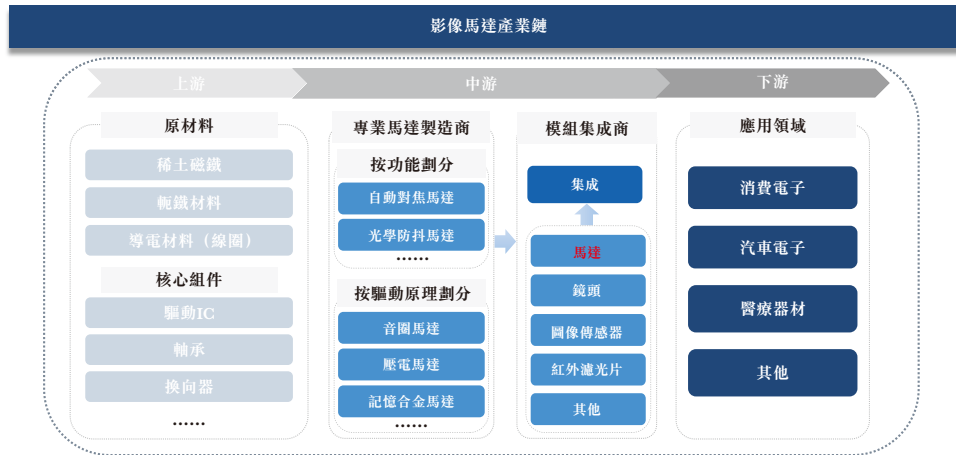 影像馬達產業鏈
上游
中游
下游
原材料
稀土磁鐵
軛鐵材料
導電材料（線圈）
核心組件
驅動IC
軸承
換向器
......
專業馬達製造商
按功能劃分
自動對焦馬達
光學防抖馬達
......
按驅動原理劃分
音圈馬達
壓電馬達
記憶合金馬達
......
模組集成商
集成
馬達
鏡頭
圖像傳感器
紅外濾光片
其他
應用領域
消費電子
汽車電子
醫療器材
其他